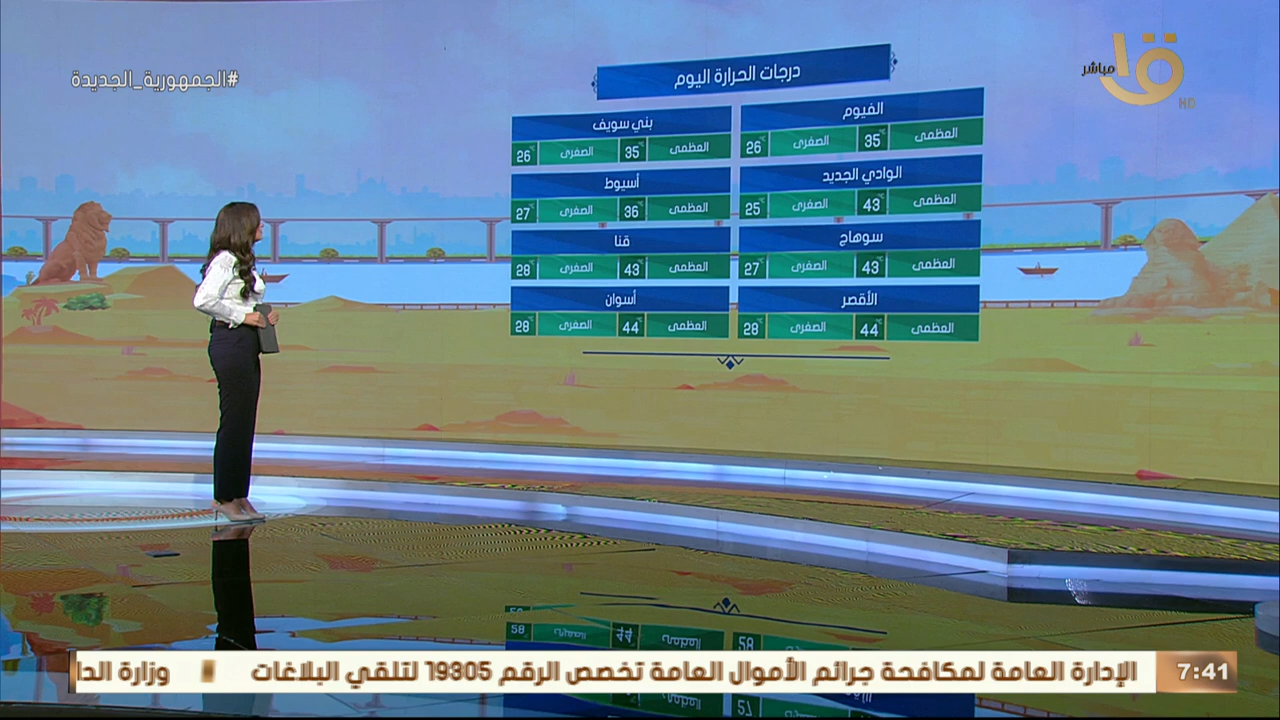 #الجمهورية_الجديدة
مباشر
HD
درجات الحرارة اليوم
الفيوم
العظمى 35°c الصغرى 26°c
بني سويف
العظمى 35°c الصغرى 26°c
الوادي الجديد
العظمى 43°c الصغرى 25°c
أسيوط
العظمى 36°c الصغرى 27°c
سوهاج
العظمى 43°c الصغرى 27°c
قنا
العظمى 43°c الصغرى 28°c
الأقصر
العظمى 44°c الصغرى 28°c
أسوان
العظمى 44°c الصغرى 28°c
7:41 الإدارة العامة لمكافحة جرائم الأموال العامة تخصص الرقم 19305 لتلقي البلاغات وزارة الدا